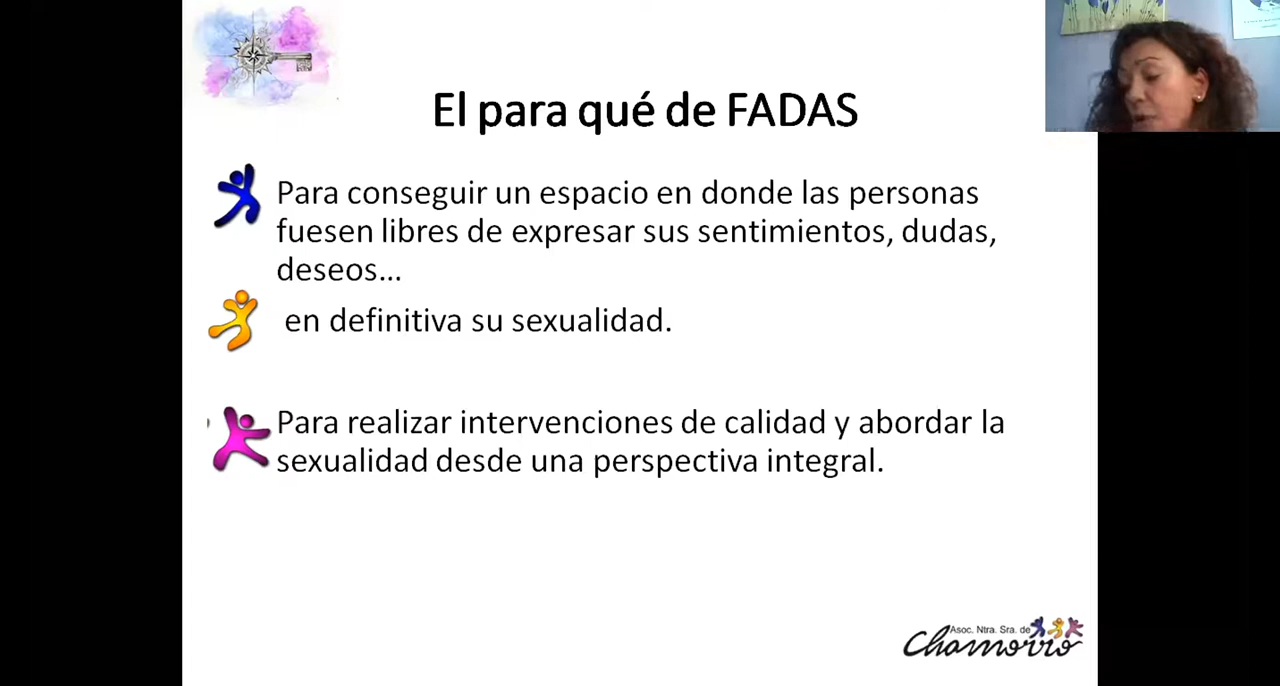 El para qué de FADAS
Para conseguir un espacio en donde las personas
fuesen libres de expresar sus sentimientos, dudas,
deseos...
en definitiva su sexualidad.
Para realizar intervenciones de calidad y abordar la
sexualidad desde una perspectiva integral.
Asoc. Ntra. Sra. de
Chamorro